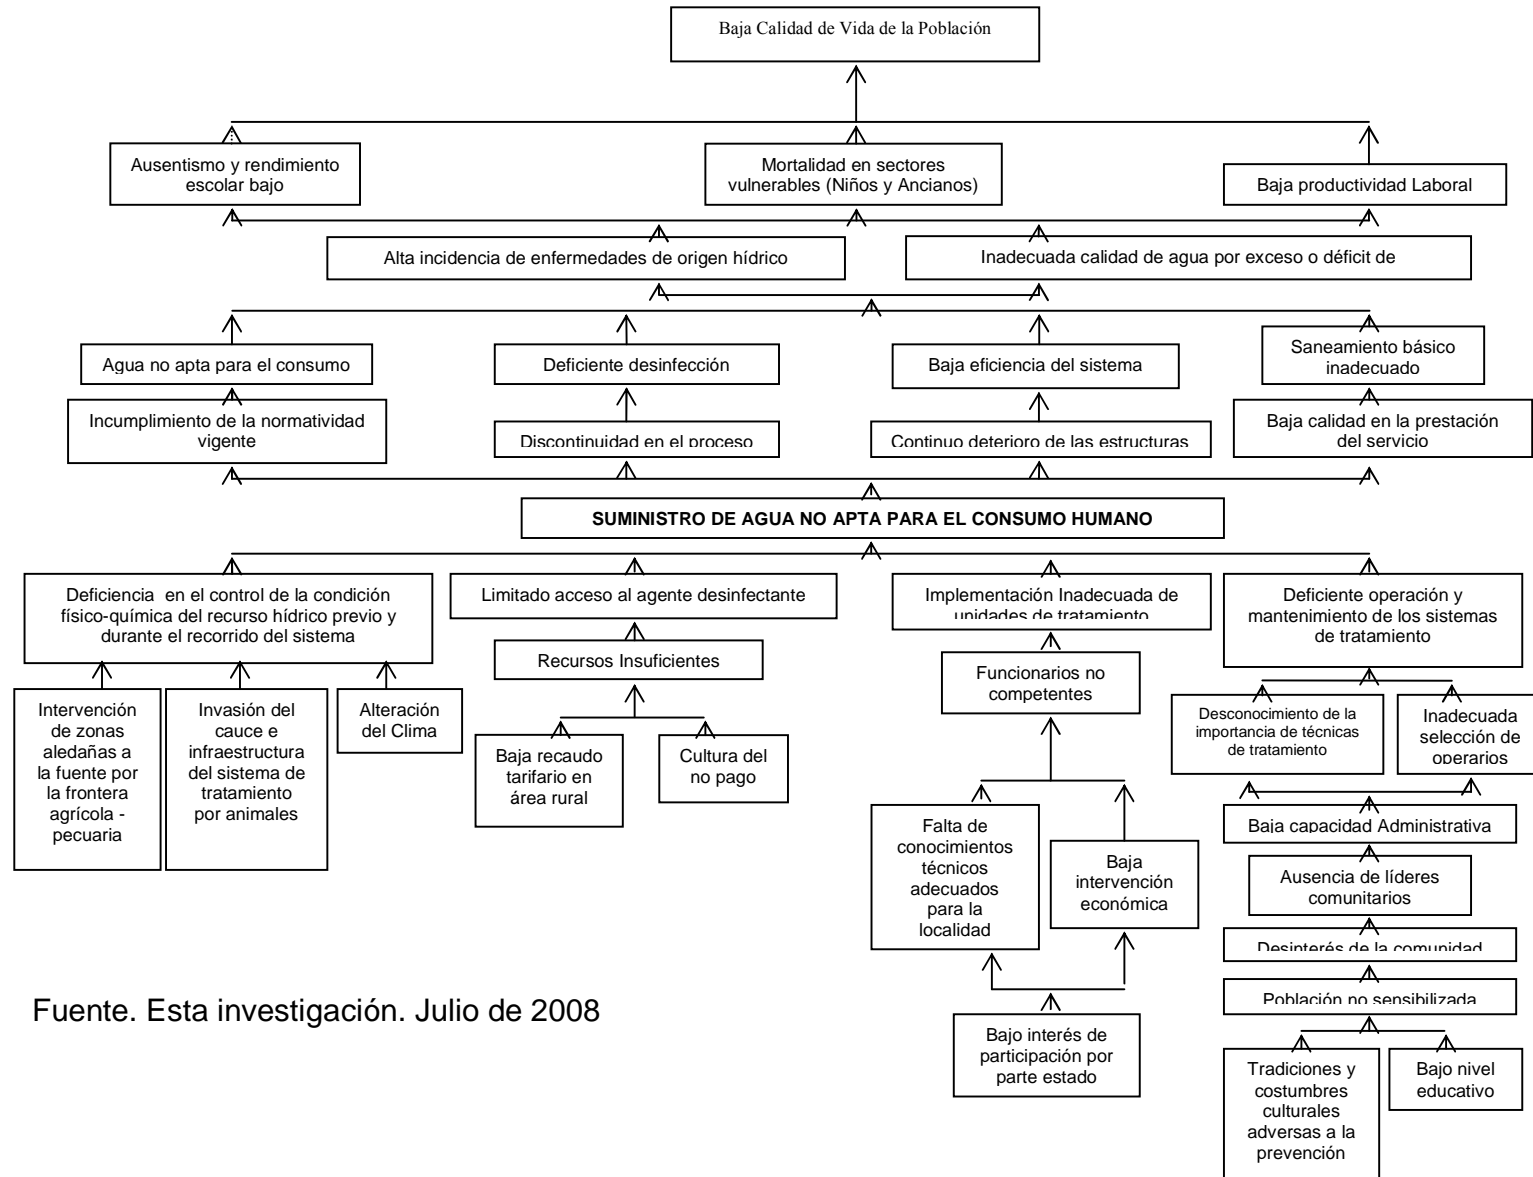 Baja Calidad de Vida de la Población
Ausentismo y rendimiento
escolar bajo
Mortalidad en sectores
vulnerables (Niños y Ancianos)
Baja productividad Laboral
Alta incidencia de enfermedades de origen hídrico
Inadecuada calidad de agua por exceso o déficit de
Agua no apta para el consumo
Deficiente desinfección
Baja eficiencia del sistema
Saneamiento básico
inadecuado
Incumplimiento de la normatividad
vigente
Discontinuidad en el proceso
Continuo deterioro de las estructuras
Baja calidad en la prestación
del servicio
SUMINISTRO DE AGUA NO APTA PARA EL CONSUMO HUMANO
Deficiencia  en el control de la condición
físico-química del recurso hídrico previo y
durante el recorrido del sistema
Limitado acceso al agente desinfectante
Implementación Inadecuada de
unidades de tratamiento
Deficiente operación y
mantenimiento de los sistemas
de tratamiento
Recursos Insuficientes
Funcionarios no
competentes
Intervención
de zonas
aledañas a
la fuente por
la frontera
agrícola -
pecuaria
Invasión del
cauce e
infraestructura
del sistema de
tratamiento
por animales
Alteración
del Clima
Baja recaudo
tarifario en
área rural
Cultura del
no pago
Desconocimiento de la
importancia de técnicas
de tratamiento
Inadecuada
selección de
operarios
Falta de
conocimientos
técnicos
adecuados
para la
localidad
Baja
intervención
económica
Baja capacidad Administrativa
Ausencia de líderes
comunitarios
Desinterés de la comunidad
Población no sensibilizada
Bajo interés de
participación por
parte estado
Tradiciones y
costumbres
culturales
adversas a la
prevención
Bajo nivel
educativo
Fuente. Esta investigación. Julio de 2008